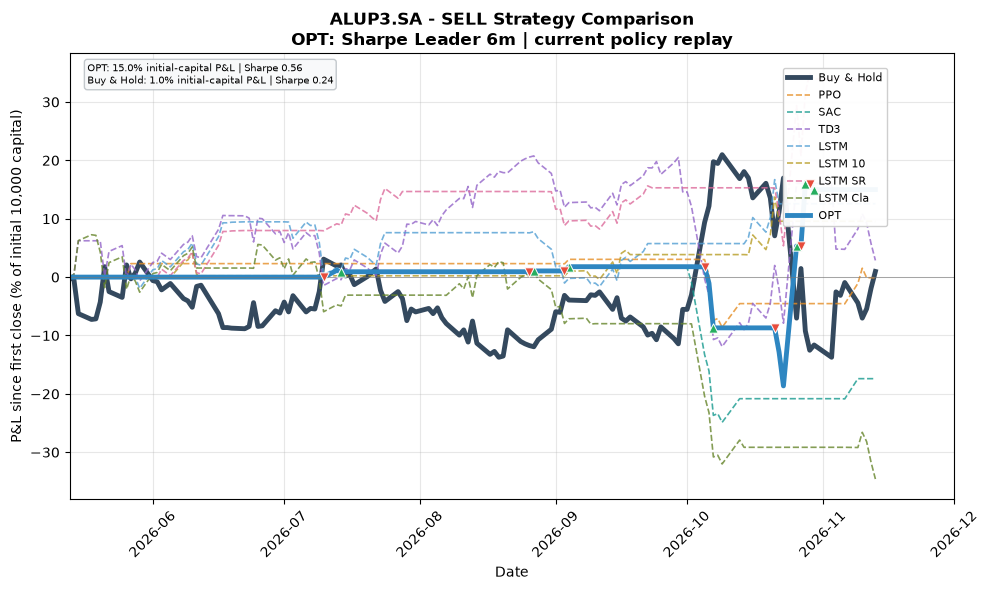 ALUP3.SA - SELL Strategy Comparison
OPT: Sharpe Leader 6m | current policy replay
OPT: 15.0% initial-capital P&L | Sharpe 0.56
Buy & Hold: 1.0% initial-capital P&L | Sharpe 0.24
Buy & Hold
PPO
SAC
TD3
LSTM
LSTM 10
LSTM SR
LSTM Cla
OPT
P&L since first close (% of initial 10,000 capital)
30
20
10
0
−10
−20
−30
2026-06
2026-07
2026-08
2026-09
2026-10
2026-11
2026-12
Date